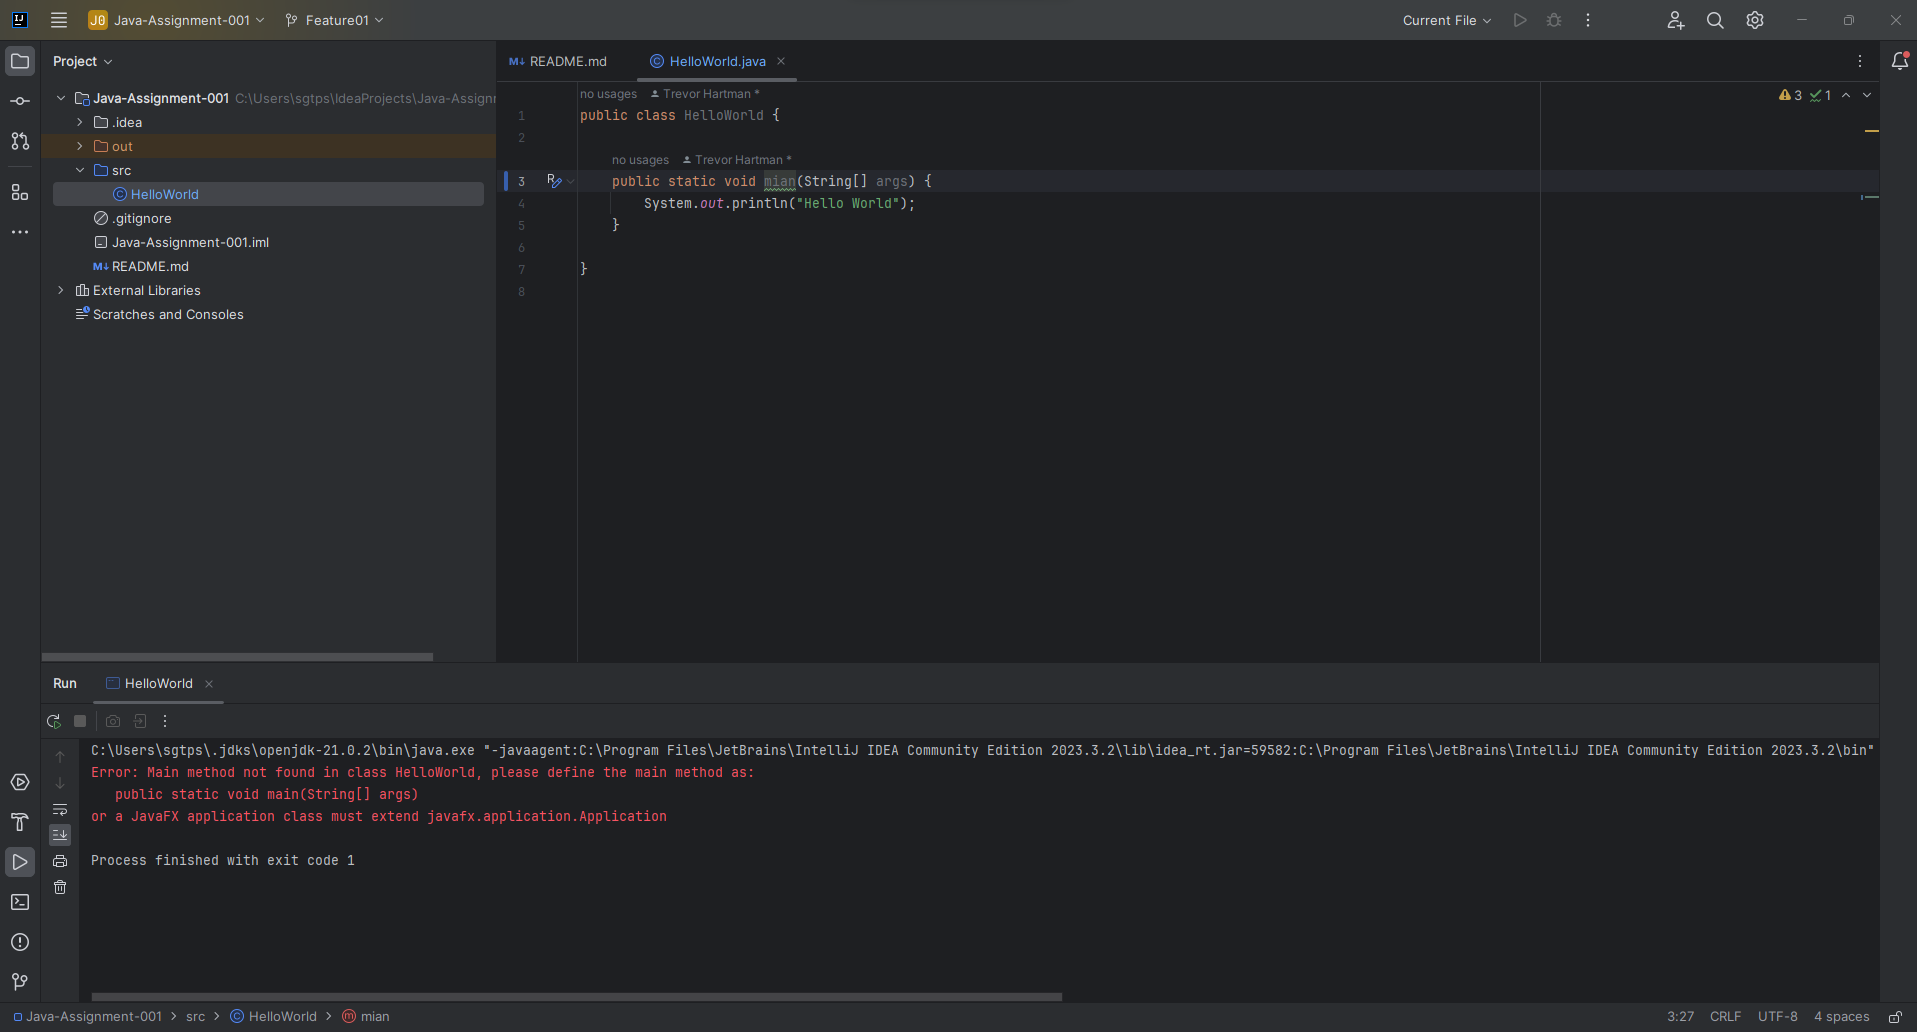 J0 Java-Assignment-001 Feature01 Current File
Project
Java-Assignment-001 C:\Users\sgtps\IdeaProjects\Java-Assignn
.idea
out
src
HelloWorld
.gitignore
Java-Assignment-001.iml
README.md
External Libraries
Scratches and Consoles
README.md HelloWorld.java
3 1
no usages Trevor Hartman *
1 public class HelloWorld {
2
no usages Trevor Hartman *
3 public static void mian(String[] args) {
4 System.out.println("Hello World");
5 }
6
7 }
8
Run HelloWorld
C:\Users\sgtps\.jdks\openjdk-21.0.2\bin\java.exe "-javaagent:C:\Program Files\JetBrains\IntelliJ IDEA Community Edition 2023.3.2\lib\idea_rt.jar=59582:C:\Program Files\JetBrains\IntelliJ IDEA Community Edition 2023.3.2\bin"
Error: Main method not found in class HelloWorld, please define the main method as:
public static void main(String[] args)
or a JavaFX application class must extend javafx.application.Application
Process finished with exit code 1
Java-Assignment-001 > src > HelloWorld > mian 3:27 CRLF UTF-8 4 spaces